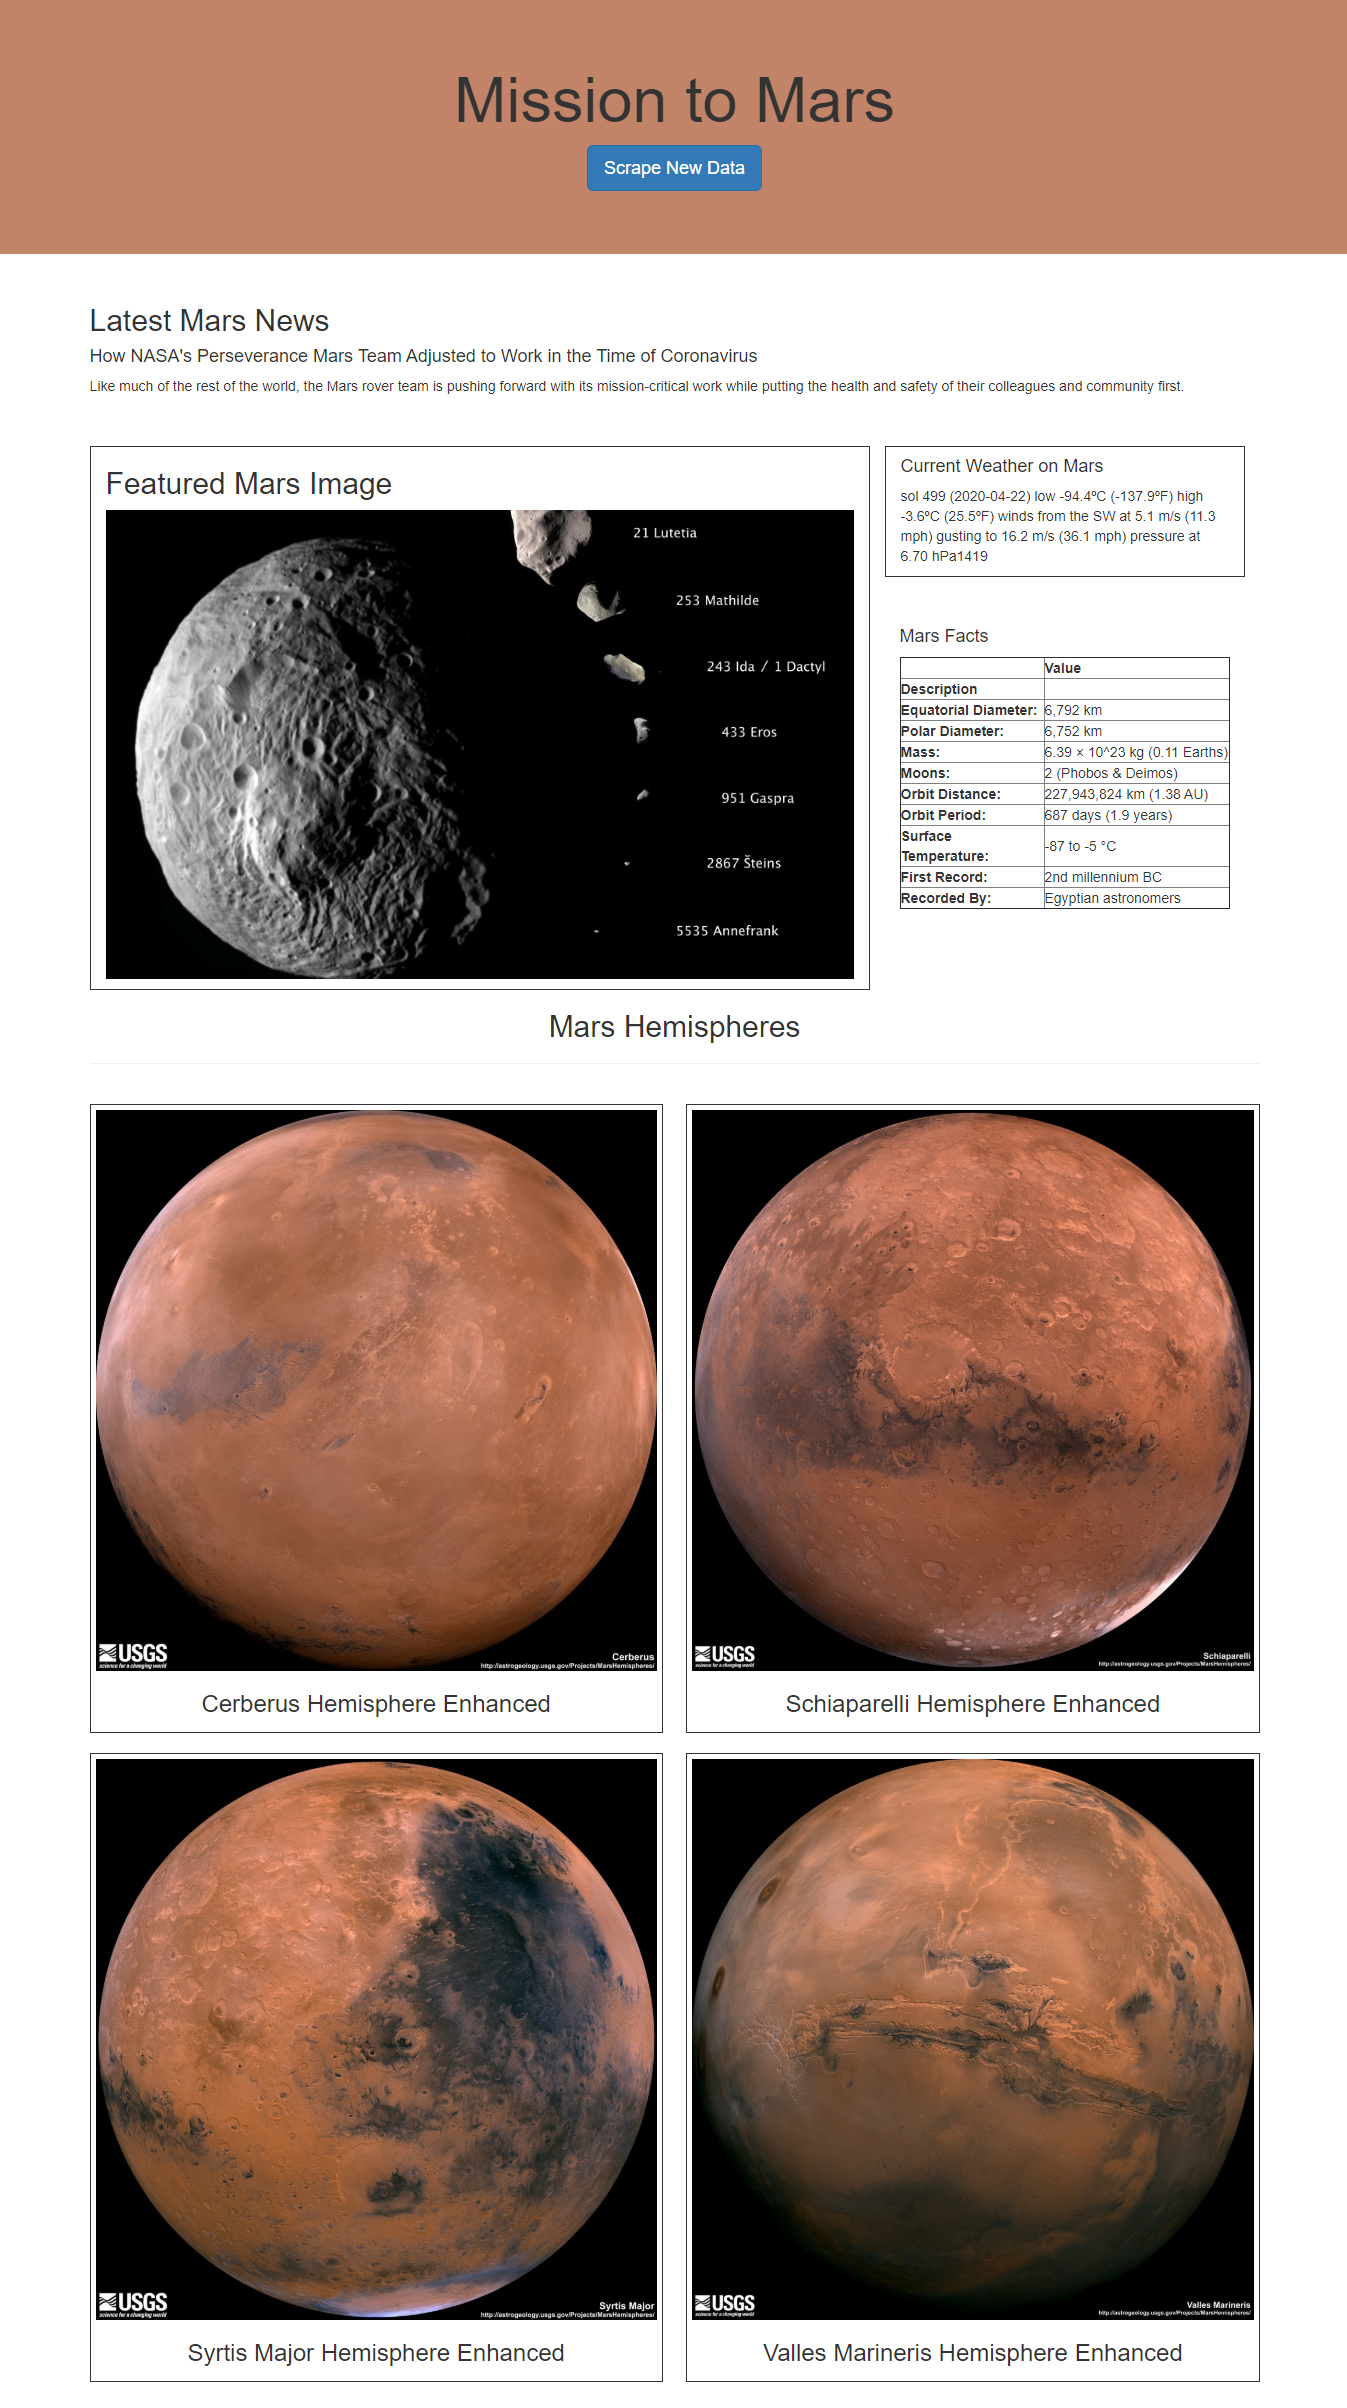 Mission to Mars
Scrape New Data
Latest Mars News
How NASA's Perseverance Mars Team Adjusted to Work in the Time of Coronavirus
Like much of the rest of the world, the Mars rover team is pushing forward with its mission-critical work while putting the health and safety of their colleagues and community first.
Featured Mars Image
21 Lutetia
253 Mathilde
243 Ida / 1 Dactyl
433 Eros
951 Gaspra
2867 Šteins
5535 Annefrank
Current Weather on Mars
sol 499 (2020-04-22) low -94.4ºC (-137.9ºF) high
-3.6ºC (25.5ºF) winds from the SW at 5.1 m/s (11.3
mph) gusting to 16.2 m/s (36.1 mph) pressure at
6.70 hPa1419
Mars Facts
Value
Description
Equatorial Diameter: 6,792 km
Polar Diameter: 6,752 km
Mass: 6.39 × 10^23 kg (0.11 Earths)
Moons: 2 (Phobos & Deimos)
Orbit Distance: 227,943,824 km (1.38 AU)
Orbit Period: 687 days (1.9 years)
Surface
Temperature: -87 to -5 °C
First Record: 2nd millennium BC
Recorded By: Egyptian astronomers
Mars Hemispheres
USGS
science for a changing world
Cerberus
http://astrogeology.usgs.gov/Projects/MarsHemispheres/
Cerberus Hemisphere Enhanced
USGS
science for a changing world
Schiaparelli
http://astrogeology.usgs.gov/Projects/MarsHemispheres/
Schiaparelli Hemisphere Enhanced
USGS
science for a changing world
Syrtis Major
http://astrogeology.usgs.gov/Projects/MarsHemispheres/
Syrtis Major Hemisphere Enhanced
USGS
science for a changing world
Valles Marineris
http://astrogeology.usgs.gov/Projects/MarsHemispheres/
Valles Marineris Hemisphere Enhanced